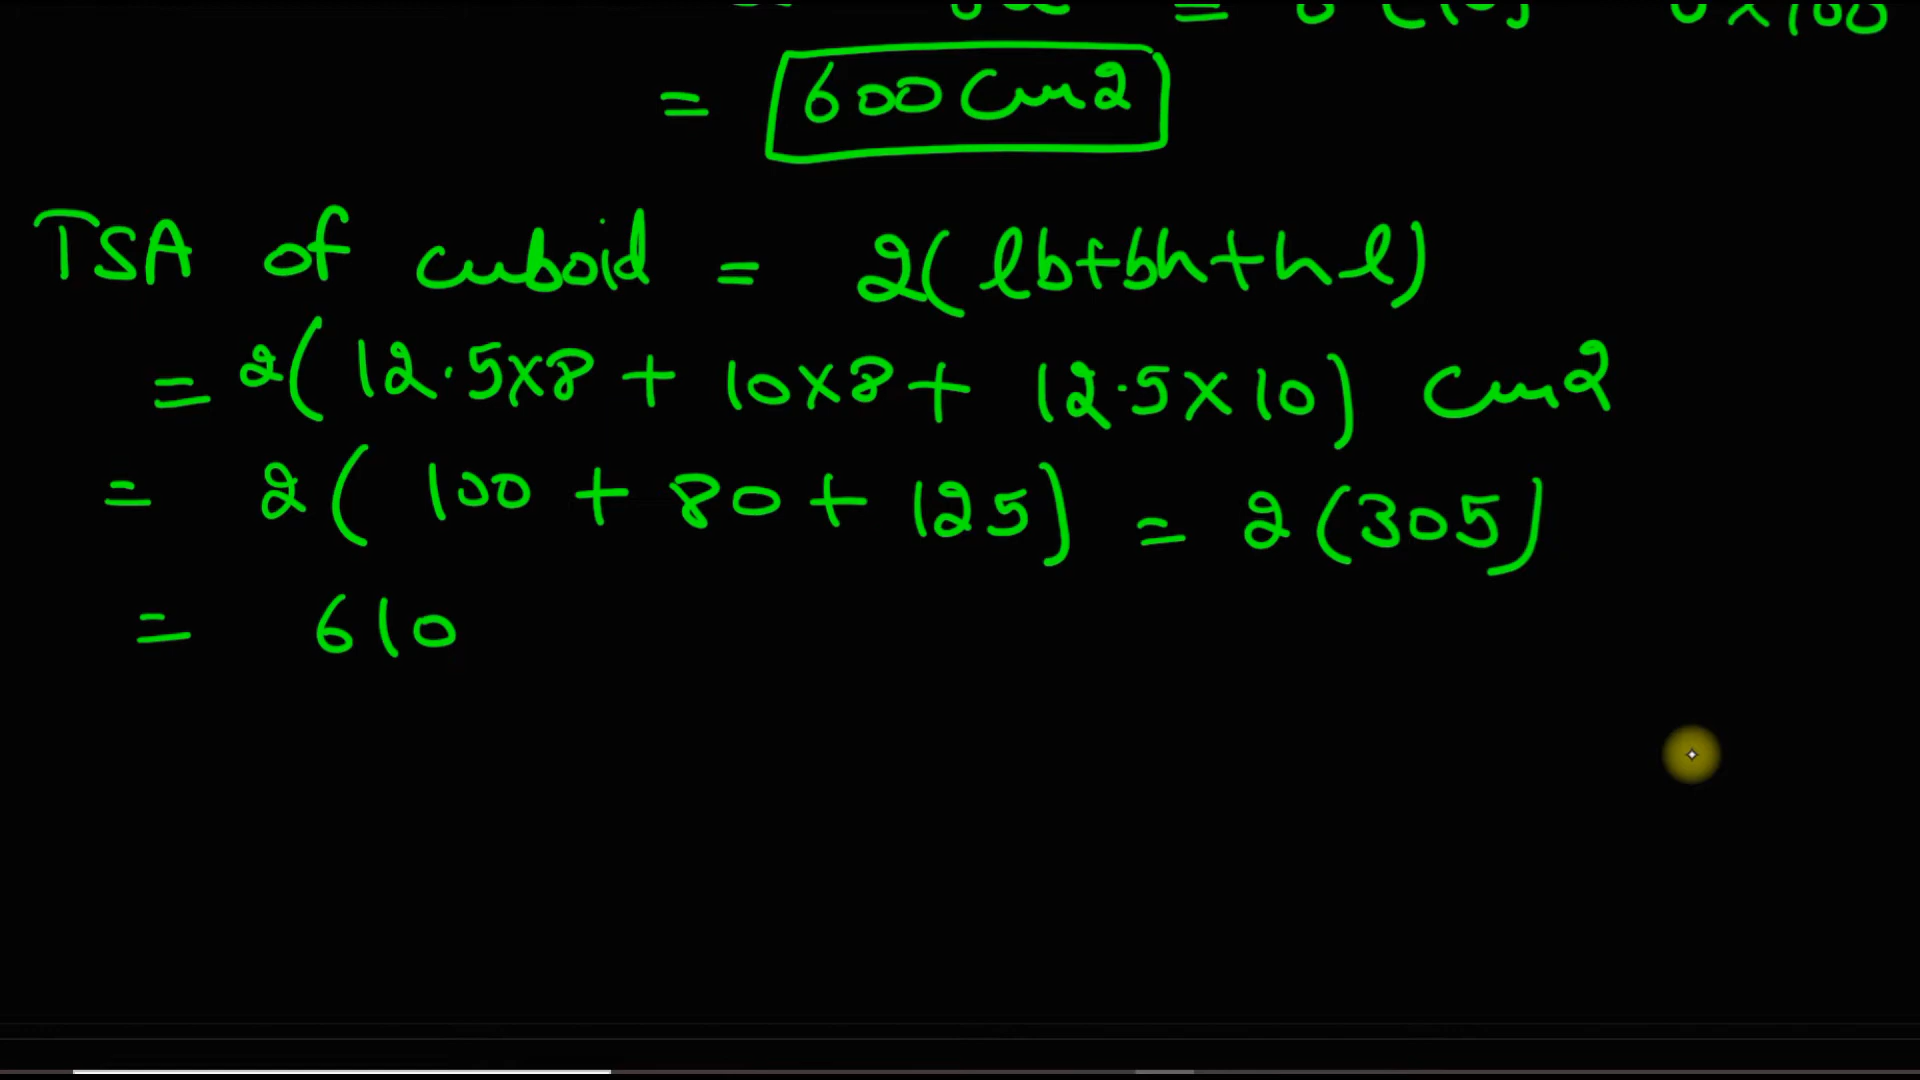 = 600 cm2
TSA of cuboid = 2(lb+bh+hl)
= 2(12.5×8 + 10×8 + 12.5×10) cm2
= 2(100 + 80 + 125) = 2(305)
= 610